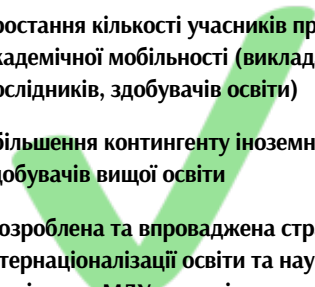 ростання кількості учасників пр
кадемічної мобільності (виклад
ослідників, здобувачів освіти)
більшення контингенту іноземн
добувачів вищої освіти
озроблена та впроваджена стр
тернаціоналізації освіти та нау